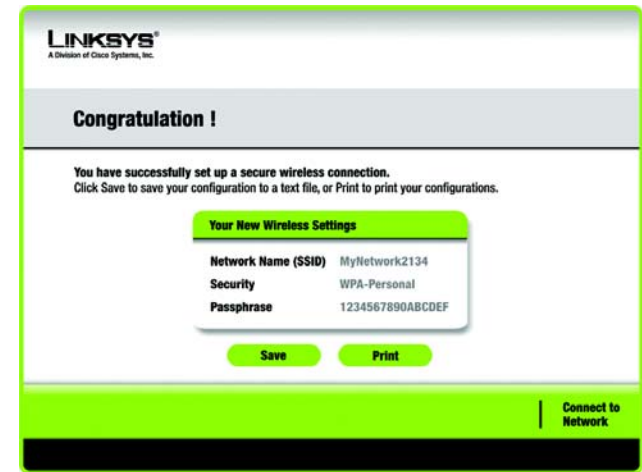 LINKSYS®
A Division of Cisco Systems, Inc.
Congratulation !
You have successfully set up a secure wireless connection.
Click Save to save your configuration to a text file, or Print to print your configurations.
Your New Wireless Settings
Network Name (SSID) MyNetwork2134
Security WPA-Personal
Passphrase 1234567890ABCDEF
Save Print
Connect to
Network